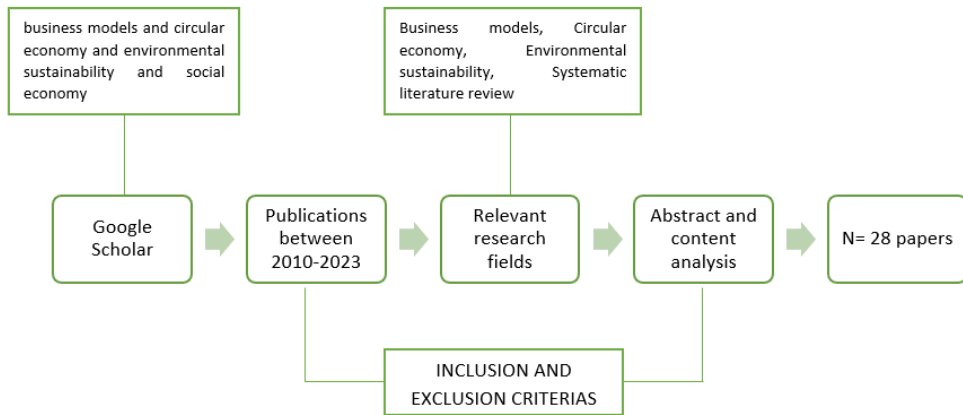 business models and circular
economy and environmental
sustainability and social
economy
Business models, Circular
economy, Environmental
sustainability, Systematic
literature review
Google
Scholar
Publications
between
2010-2023
Relevant
research
fields
Abstract and
content
analysis
N= 28 papers
INCLUSION AND
EXCLUSION CRITERIAS